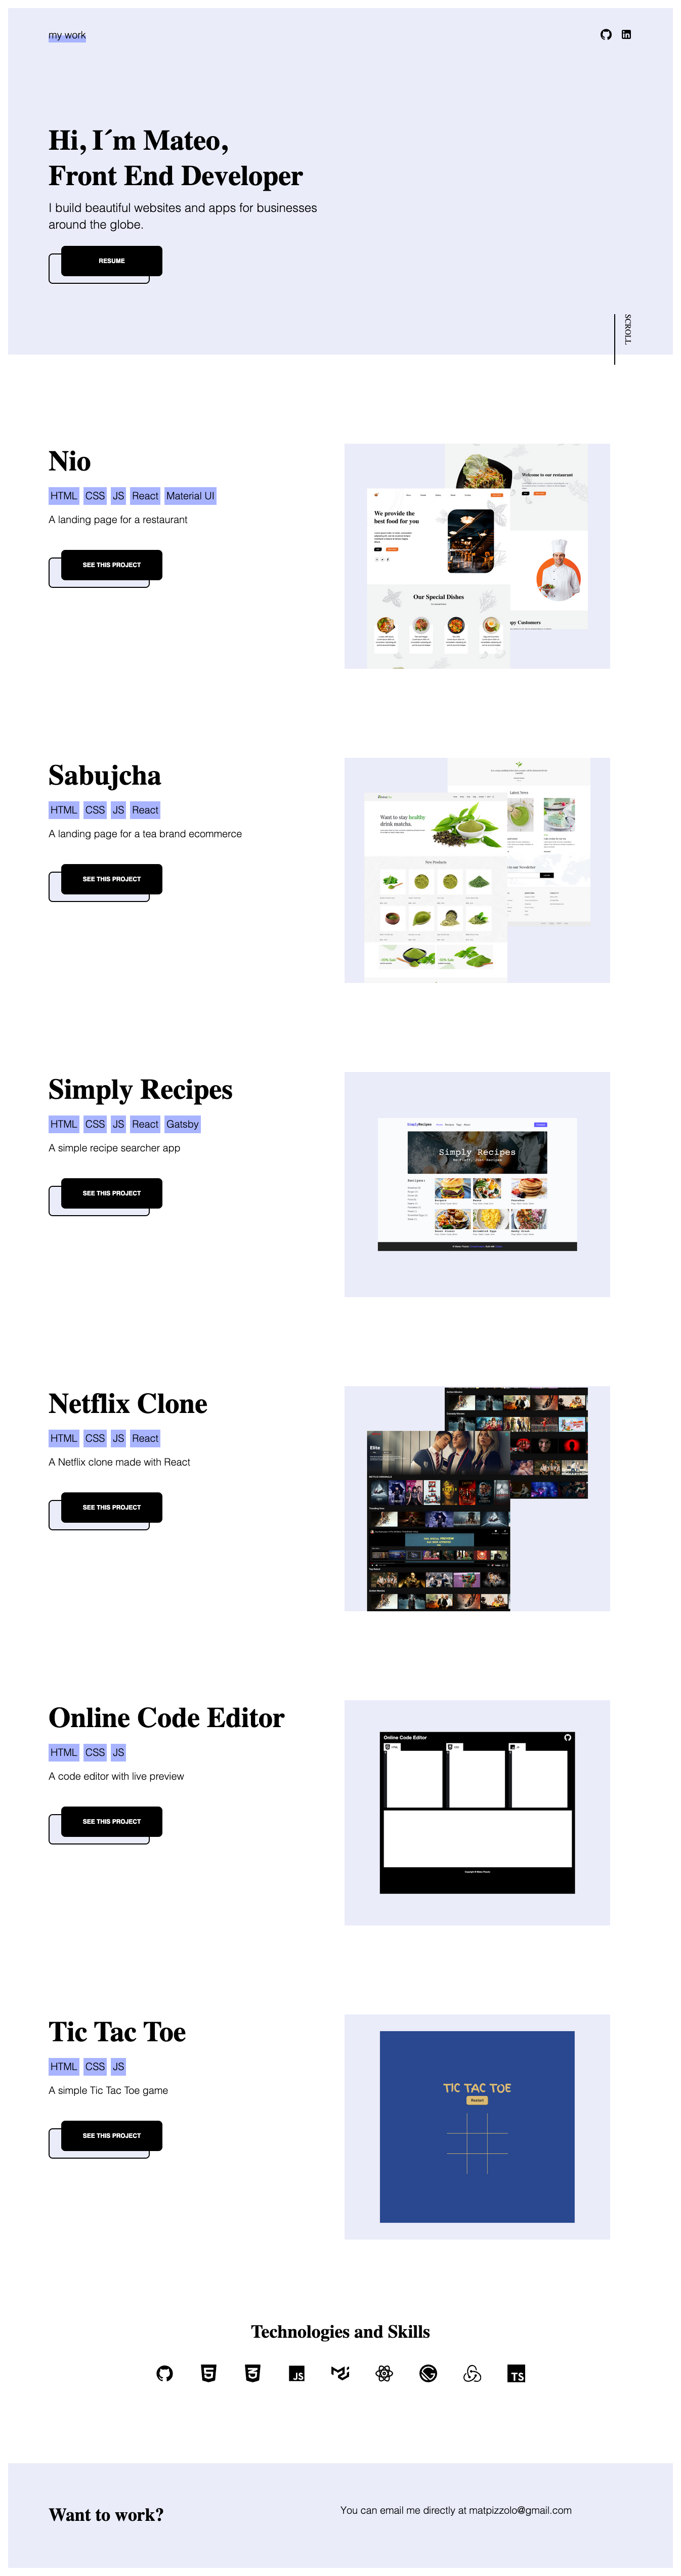 my work
Hi, I´m Mateo,
Front End Developer
I build beautiful websites and apps for businesses
around the globe.
RESUME
SCROLL
Nio
HTML CSS JS React Material UI
A landing page for a restaurant
SEE THIS PROJECT
Welcome to our restaurant
We provide the
best food for you
Our Special Dishes
Customers
Sabujcha
HTML CSS JS React
A landing page for a tea brand ecommerce
SEE THIS PROJECT
Latest News
Want to stay healthy
drink matcha.
New Products
Simply Recipes
HTML CSS JS React Gatsby
A simple recipe searcher app
SEE THIS PROJECT
SimplyRecipes
Simply Recipes
Recipes:
Netflix Clone
HTML CSS JS React
A Netflix clone made with React
SEE THIS PROJECT
Elite
Online Code Editor
HTML CSS JS
A code editor with live preview
SEE THIS PROJECT
Online Code Editor
Tic Tac Toe
HTML CSS JS
A simple Tic Tac Toe game
SEE THIS PROJECT
TIC TAC TOE
Restart
Technologies and Skills
JS
TS
Want to work?
You can email me directly at matpizzolo@gmail.com